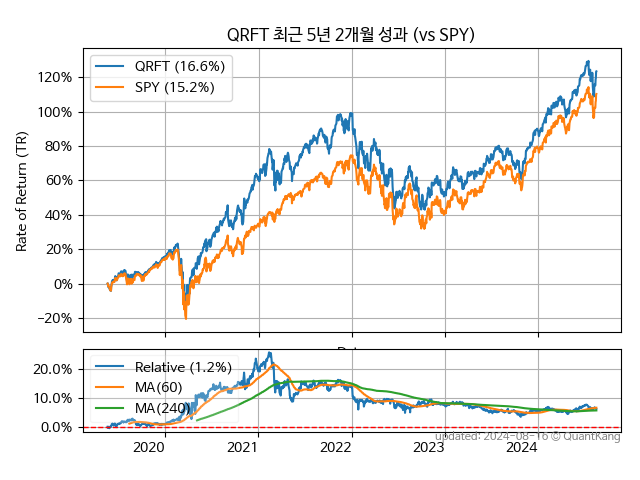 QRFT 최근 5년 2개월 성과 (vs SPY)
QRFT (16.6%)
SPY (15.2%)
Rate of Return (TR)
120%
100%
80%
60%
40%
20%
0%
−20%
Relative (1.2%)
MA(60)
MA(240)
20.0%
10.0%
0.0%
2020 2021 2022 2023 2024
updated: 2024-08-16 © QuantKang